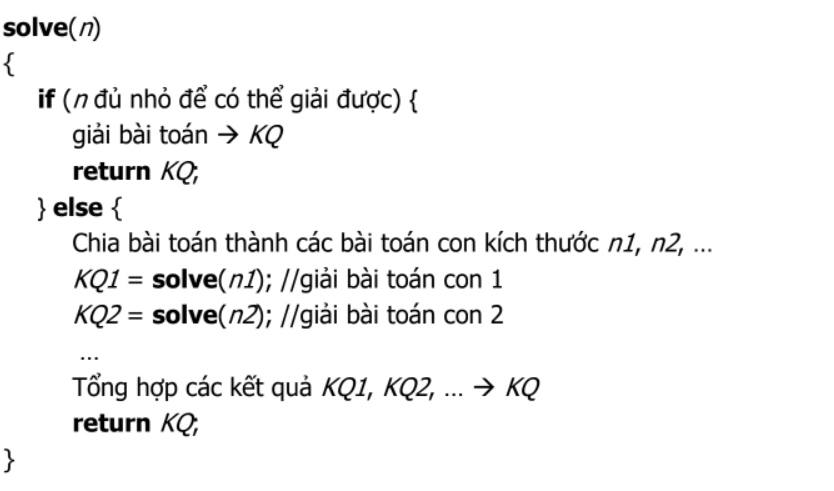 solve(n)
{
if (n đủ nhỏ để có thể giải được) {
giải bài toán → KQ
return KQ;
} else {
Chia bài toán thành các bài toán con kích thước n1, n2, ...
KQ1 = solve(n1); //giải bài toán con 1
KQ2 = solve(n2); //giải bài toán con 2
...
Tổng hợp các kết quả KQ1, KQ2, ... → KQ
return KQ;
}